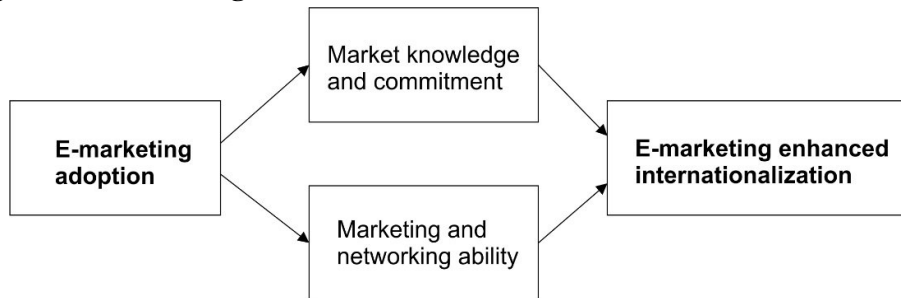 Market knowledge
and commitment
E-marketing
adoption
E-marketing enhanced
internationalization
Marketing and
networking ability